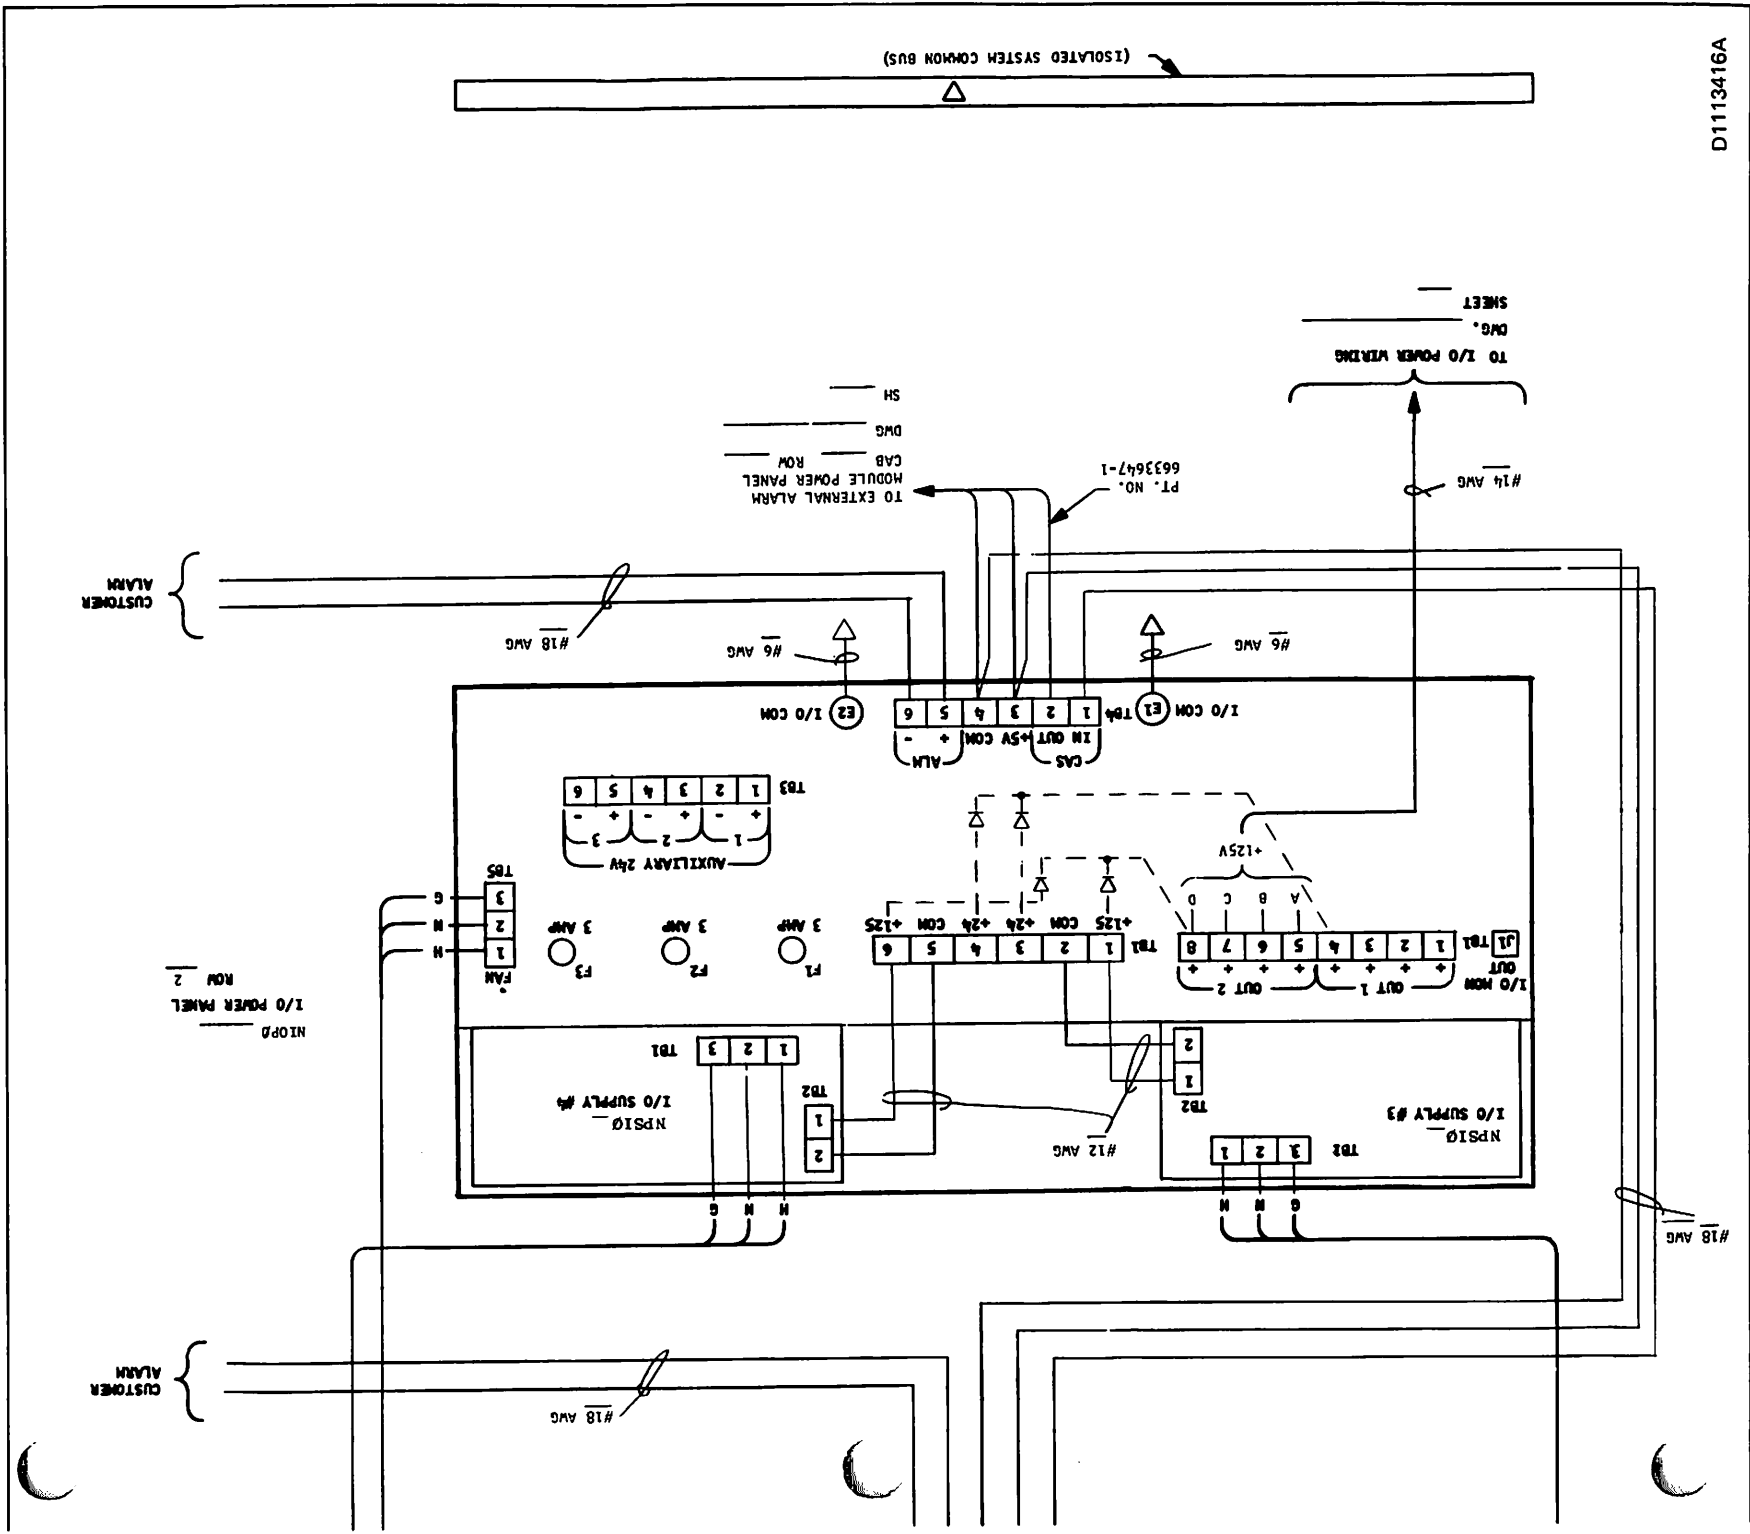 #18 AWG
CUSTOMER
ALARM
#18 AWG
G N H
H N G
TB1
3 2 1
NPSIØ_
I/O SUPPLY #3
TB2
1
2
#12 AWG
2
1
TB2
NPSIØ_
I/O SUPPLY #4
1 2 3 TB1
NIOPØ
I/O POWER PANEL
ROW 2
I/O MON
OUT
J1
OUT 1
OUT 2
+ + + + + + + +
TB1 1 2 3 4 5 6 7 8
A B C D
+125V
TB1 1 2 3 4 5 6
+125 COM +24 +24 COM +125
F1
3 AMP
F2
3 AMP
F3
3 AMP
FAN
1 H
2 N
3 G
TB5
AUXILIARY 24V
1 2 3
+ - + - + -
TB3 1 2 3 4 5 6
CAS
ALM
IN OUT +5V COM + -
TB4 1 2 3 4 5 6
I/O COM E1
E2 I/O COM
#6 AWG
#6 AWG
#18 AWG
CUSTOMER
ALARM
#14 AWG
PT. NO.
6633647-1
TO EXTERNAL ALARM
MODULE POWER PANEL
CAB ROW
DWG
SH
TO I/O POWER WIRING
DWG.
SHEET
(ISOLATED SYSTEM COMMON BUS)
D1113416A